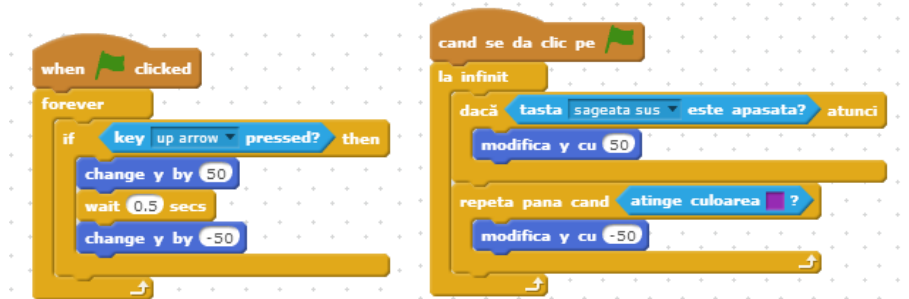 when clicked
forever
if key up arrow pressed? then
change y by 50
wait 0.5 secs
change y by -50
cand se da clic pe
la infinit
dacă tasta sageata sus este apasata? atunci
modifica y cu 50
repeta pana cand atinge culoarea ?
modifica y cu -50